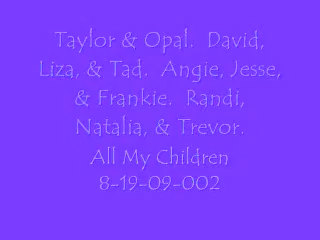 Taylor & Opal.  David,
Liza, & Tad.  Angie, Jesse,
& Frankie.  Randi,
Natalia, & Trevor.
All My Children
8-19-09-002